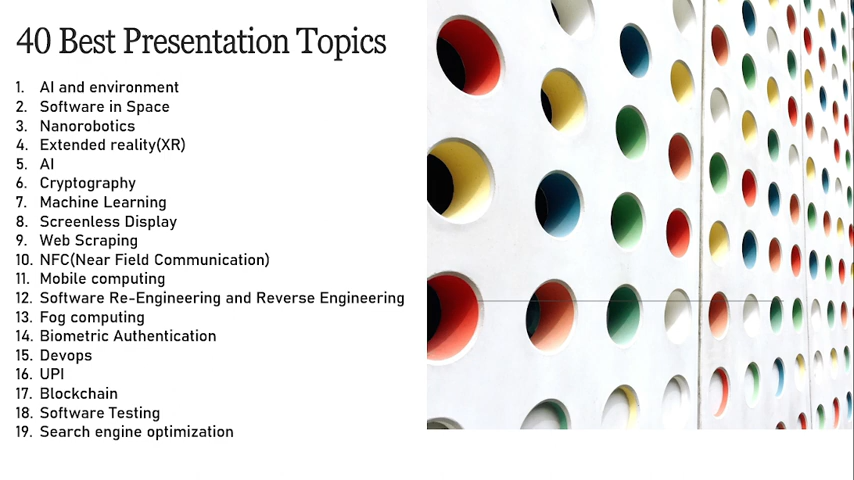 40 Best Presentation Topics
1. AI and environment
2. Software in Space
3. Nanorobotics
4. Extended reality(XR)
5. AI
6. Cryptography
7. Machine Learning
8. Screenless Display
9. Web Scraping
10. NFC(Near Field Communication)
11. Mobile computing
12. Software Re-Engineering and Reverse Engineering
13. Fog computing
14. Biometric Authentication
15. Devops
16. UPI
17. Blockchain
18. Software Testing
19. Search engine optimization